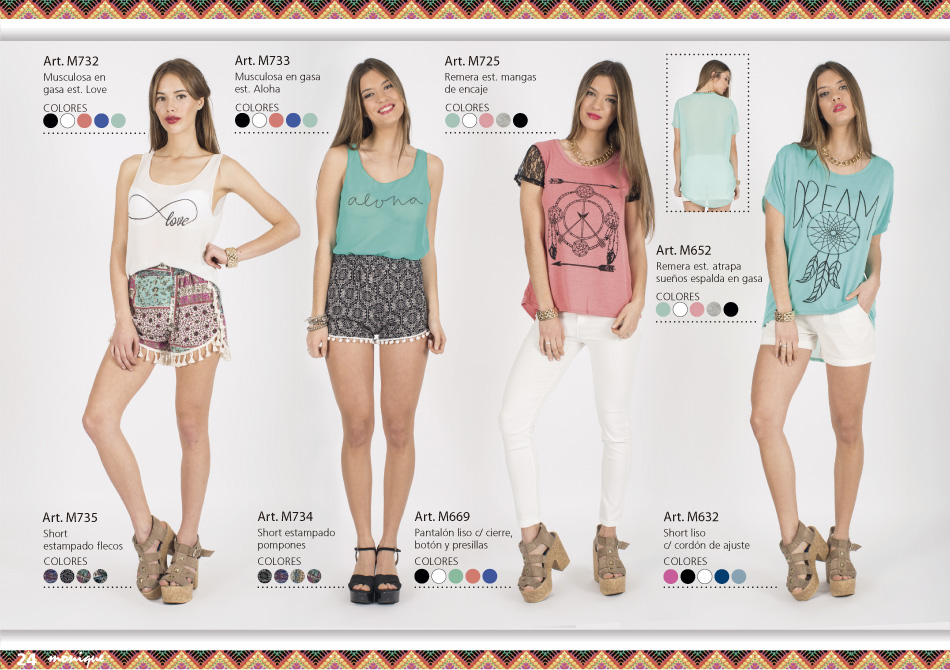 Art. M732
Musculosa en
gasa est. Love
COLORES
Art. M733
Musculosa en gasa
est. Aloha
COLORES
Art. M725
Remera est. mangas
de encaje
COLORES
Art. M652
Remera est. atrapa
sueños espalda en gasa
COLORES
love
aloha
DREAM
Art. M735
Short
estampado flecos
COLORES
Art. M734
Short estampado
pompones
COLORES
Art. M669
Pantalón liso c/ cierre,
botón y presillas
COLORES
Art. M632
Short liso
c/ cordón de ajuste
COLORES
24 monique